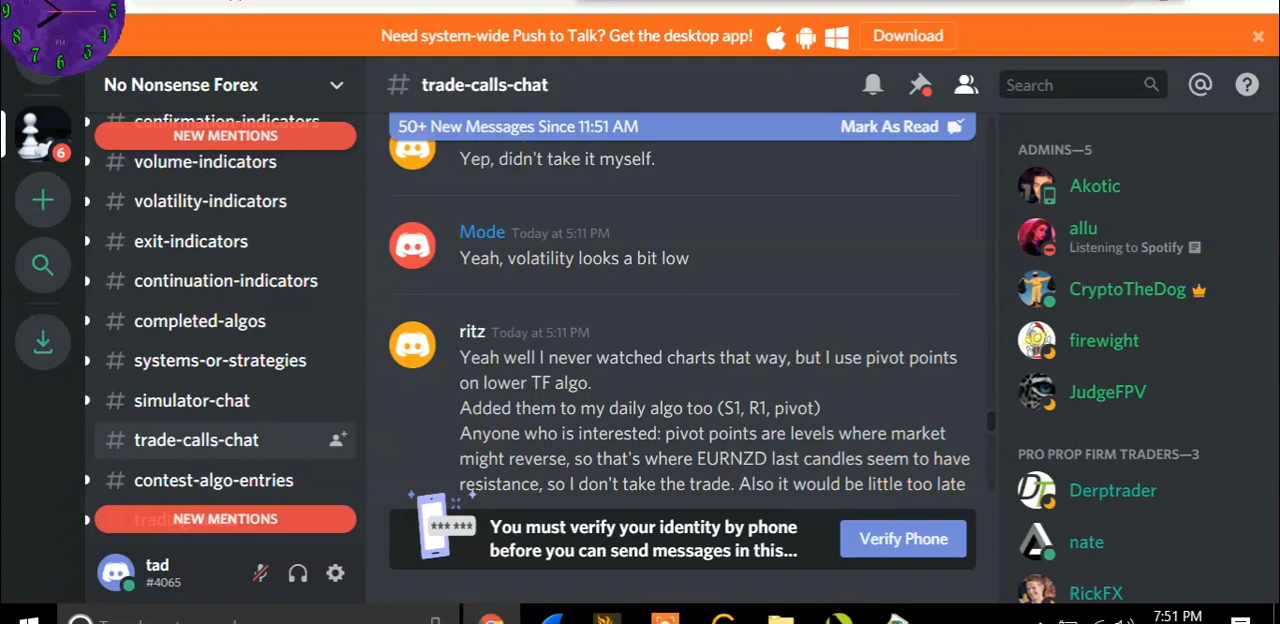 Need system-wide Push to Talk? Get the desktop app!
Download
No Nonsense Forex
trade-calls-chat
Search
confirmation-indicators
NEW MENTIONS
volume-indicators
volatility-indicators
exit-indicators
continuation-indicators
completed-algos
systems-or-strategies
simulator-chat
trade-calls-chat
contest-algo-entries
NEW MENTIONS
tad
#4065
6
50+ New Messages Since 11:51 AM
Mark As Read
Yep, didn't take it myself.
Mode Today at 5:11 PM
Yeah, volatility looks a bit low
ritz Today at 5:11 PM
Yeah well I never watched charts that way, but I use pivot points
on lower TF algo.
Added them to my daily algo too (S1, R1, pivot)
Anyone who is interested: pivot points are levels where market
might reverse, so that's where EURNZD last candles seem to have
resistance, so I don't take the trade. Also it would be little too late
*** ***
You must verify your identity by phone
before you can send messages in this...
Verify Phone
ADMINS—5
Akotic
allu
Listening to Spotify
CryptoTheDog
firewight
JudgeFPV
PRO PROP FIRM TRADERS—3
Derptrader
nate
RickFX
7:51 PM